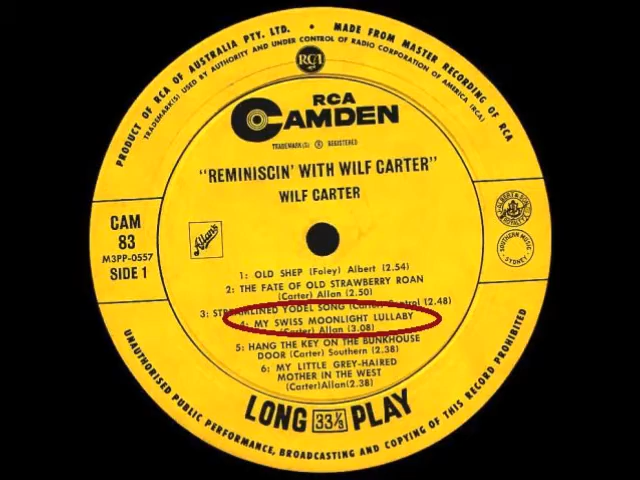 PRODUCT OF RCA OF AUSTRALIA PTY. LTD. • MADE FROM MASTER RECORDING OF RCA
TRADEMARK(S) USED BY AUTHORITY AND UNDER CONTROL OF RADIO CORPORATION OF AMERICA (RCA)
RCA
RCA
CAMDEN
TRADEMARK(S) ® REGISTERED
"REMINISCIN' WITH WILF CARTER"
WILF CARTER
CAM
83
M3PP-0557
SIDE 1
Allan's
SOUTHERN MUSIC
SYDNEY
1: OLD SHEP (Foley) Albert (2.54)
2: THE FATE OF OLD STRAWBERRY ROAN
(Carter) Allan (2.50)
3: STREAMLINED YODEL SONG (Carter) Control (2.48)
4: MY SWISS MOONLIGHT LULLABY
(Carter) Allan (3.08)
5: HANG THE KEY ON THE BUNKHOUSE
DOOR (Carter) Southern (2.38)
6: MY LITTLE GREY-HAIRED
MOTHER IN THE WEST
(Carter) Allan (2.38)
LONG 33⅓ PLAY
UNAUTHORISED PUBLIC PERFORMANCE, BROADCASTING AND COPYING OF THIS RECORD PROHIBITED